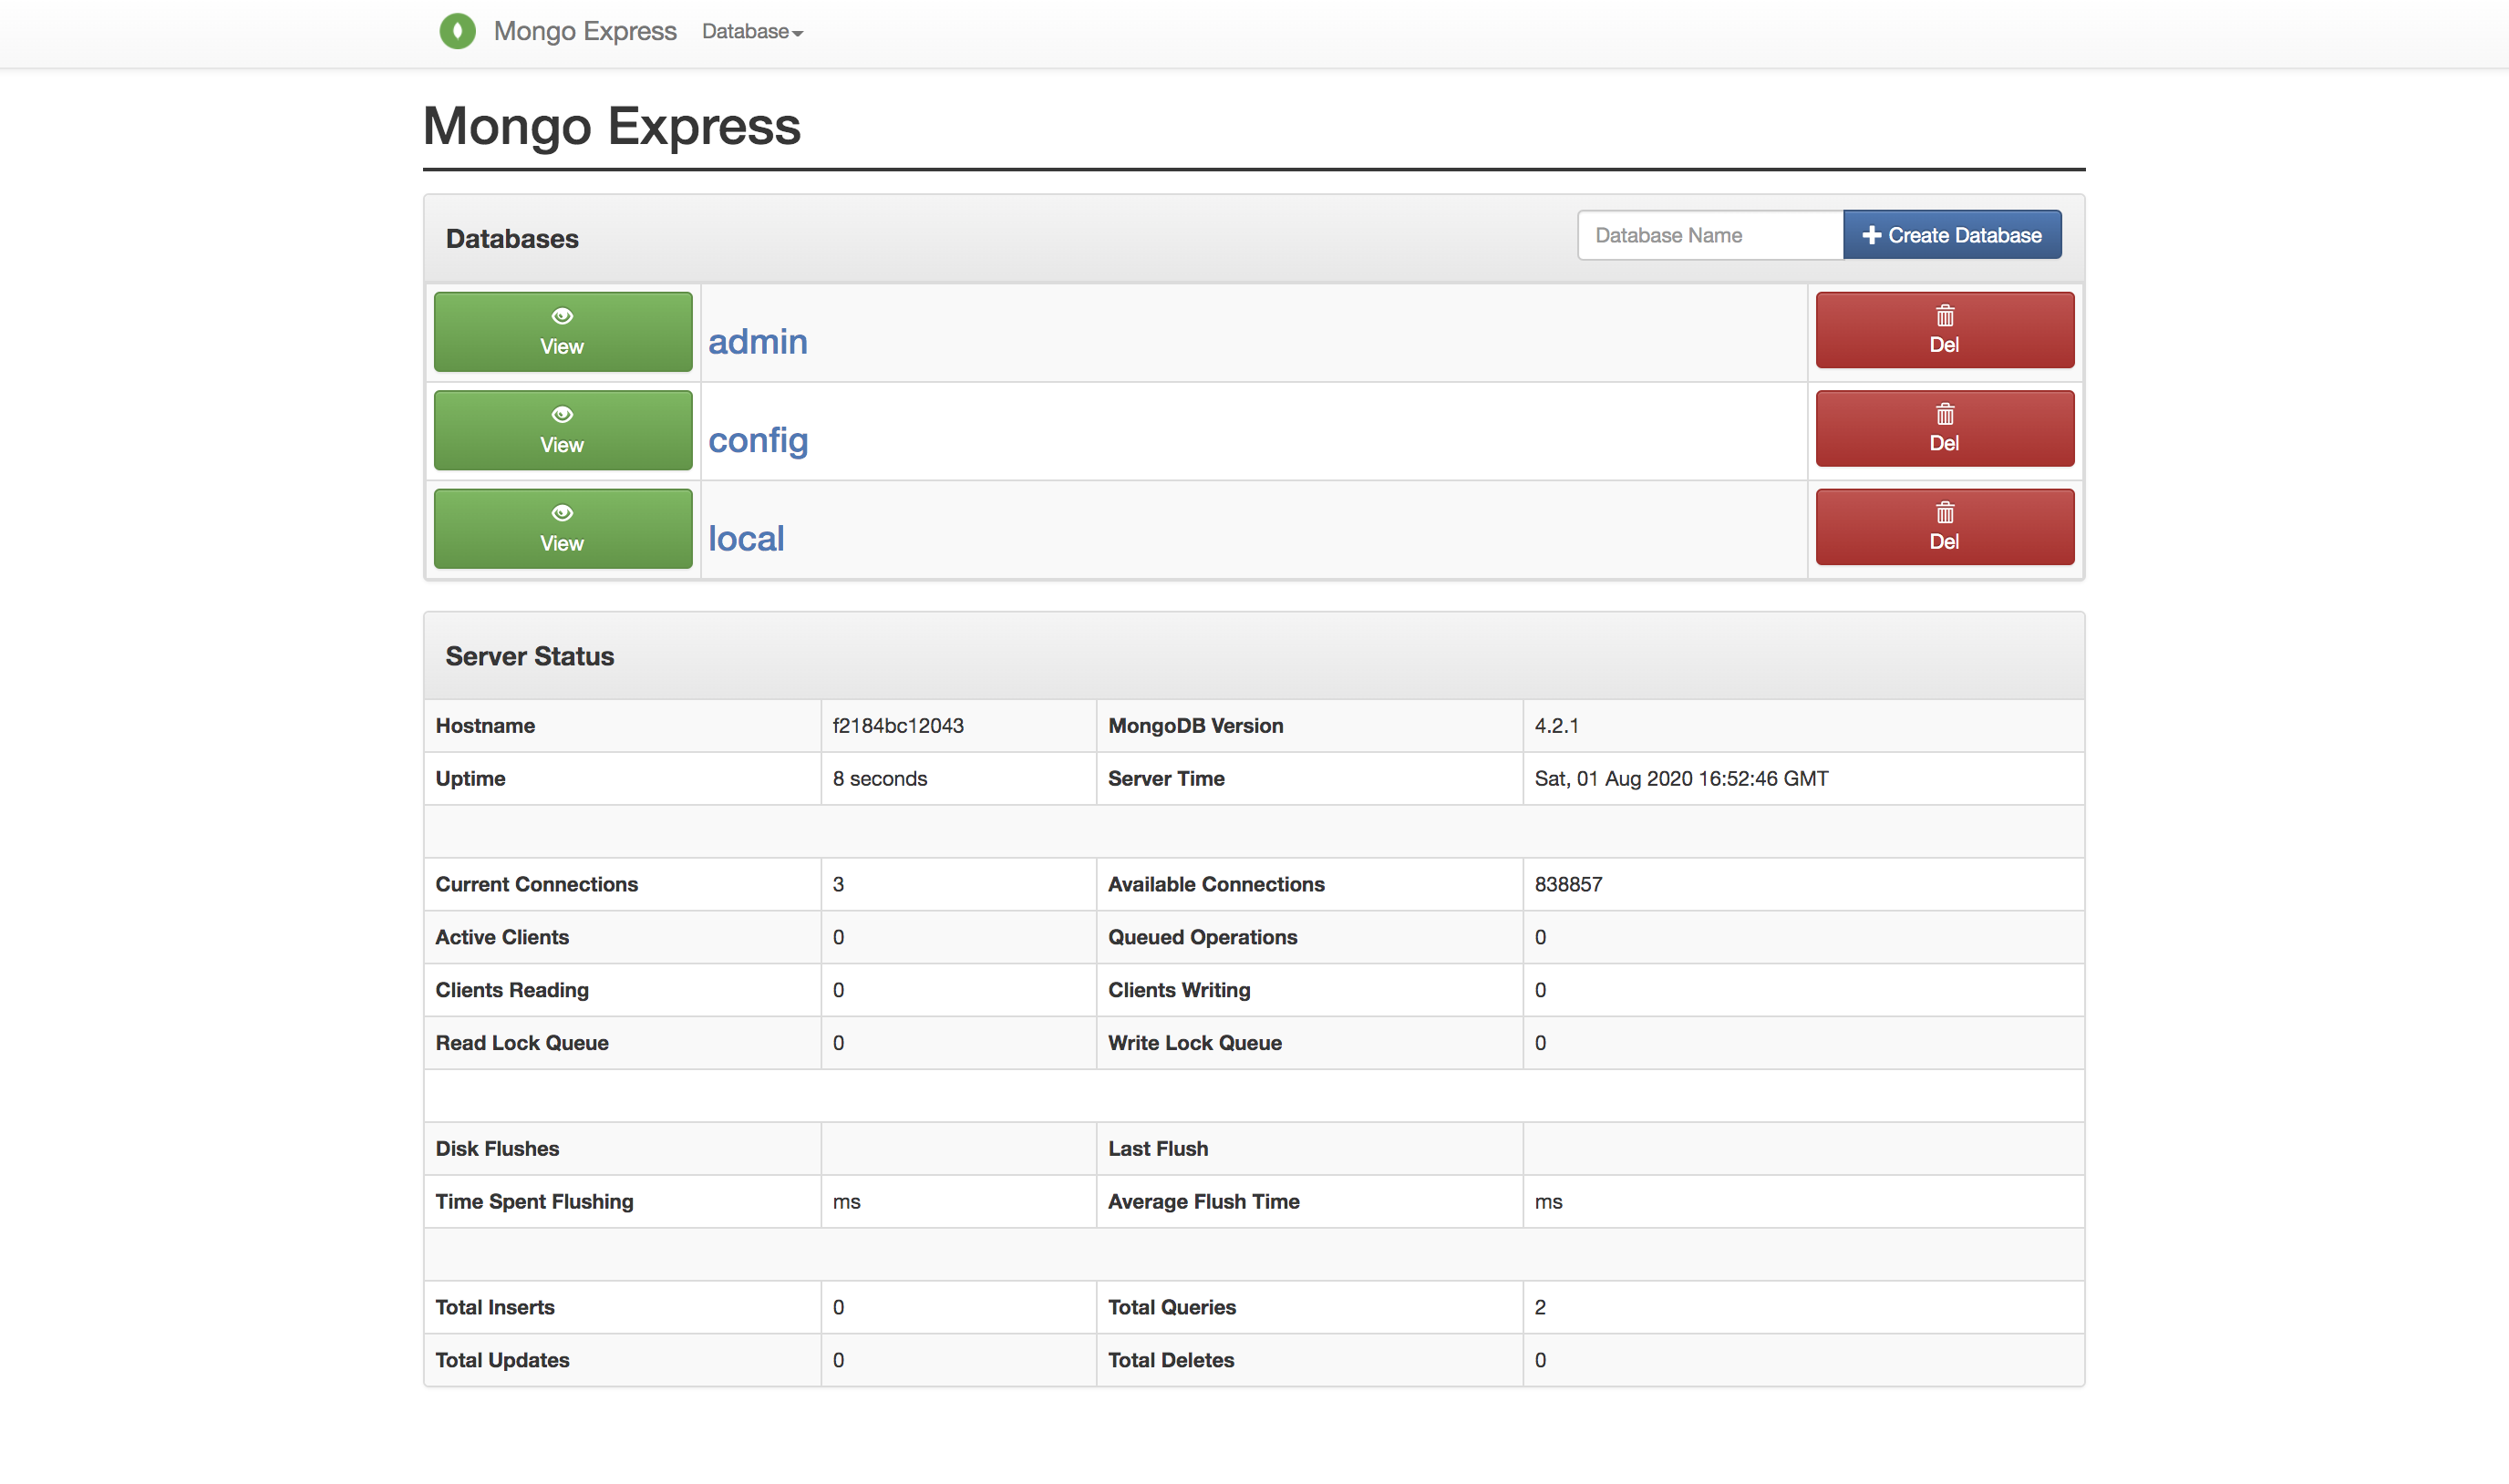 Mongo Express Database
Mongo Express
Databases Database Name Create Database
View admin Del
View config Del
View local Del
Server Status
Hostname f2184bc12043 MongoDB Version 4.2.1
Uptime 8 seconds Server Time Sat, 01 Aug 2020 16:52:46 GMT
Current Connections 3 Available Connections 838857
Active Clients 0 Queued Operations 0
Clients Reading 0 Clients Writing 0
Read Lock Queue 0 Write Lock Queue 0
Disk Flushes Last Flush
Time Spent Flushing ms Average Flush Time ms
Total Inserts 0 Total Queries 2
Total Updates 0 Total Deletes 0